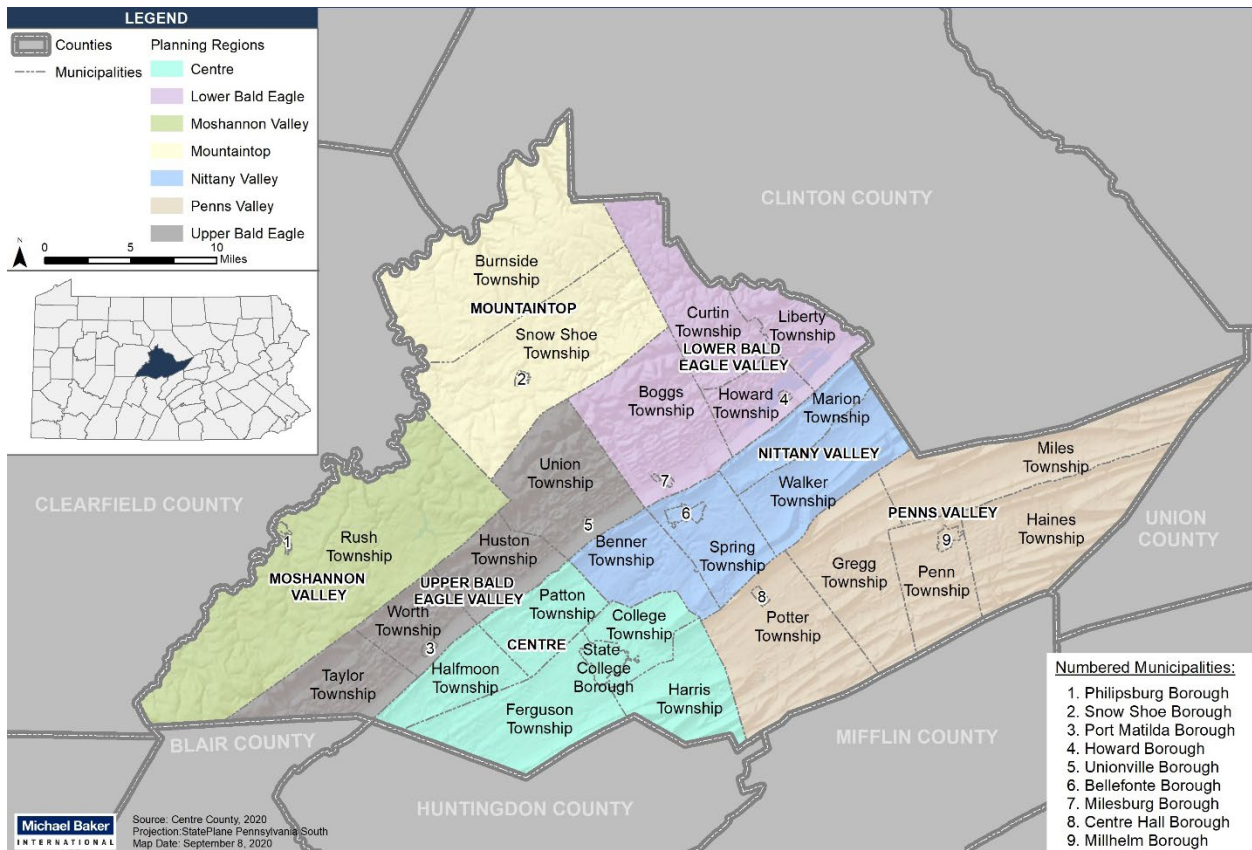 LEGEND
Counties
Municipalities
Planning Regions
Centre
Lower Bald Eagle
Moshannon Valley
Mountaintop
Nittany Valley
Penns Valley
Upper Bald Eagle
N
0 5 10
Miles
CLINTON COUNTY
Burnside
Township
MOUNTAINTOP
Snow Shoe
Township
2
Curtin
Township
Liberty
Township
LOWER BALD
EAGLE VALLEY
Boggs
Township
Howard
Township
4
Marion
Township
7
NITTANY VALLEY
Walker
Township
6
Benner
Township
Spring
Township
Miles
Township
PENNS VALLEY
9
Haines
Township
Gregg
Township
Penn
Township
8
Potter
Township
UNION
COUNTY
CLEARFIELD COUNTY
1
Rush
Township
MOSHANNON
VALLEY
Union
Township
5
Huston
Township
UPPER BALD
EAGLE VALLEY
Worth
Township
3
Taylor
Township
Patton
Township
College
Township
CENTRE
State
College
Borough
Halfmoon
Township
Ferguson
Township
Harris
Township
BLAIR COUNTY
HUNTINGDON COUNTY
MIFFLIN COUNTY
Numbered Municipalities:
1. Philipsburg Borough
2. Snow Shoe Borough
3. Port Matilda Borough
4. Howard Borough
5. Unionville Borough
6. Bellefonte Borough
7. Milesburg Borough
8. Centre Hall Borough
9. Millhelm Borough
Michael Baker
INTERNATIONAL
Source: Centre County, 2020
Projection:StatePlane Pennsylvania South
Map Date: September 8, 2020